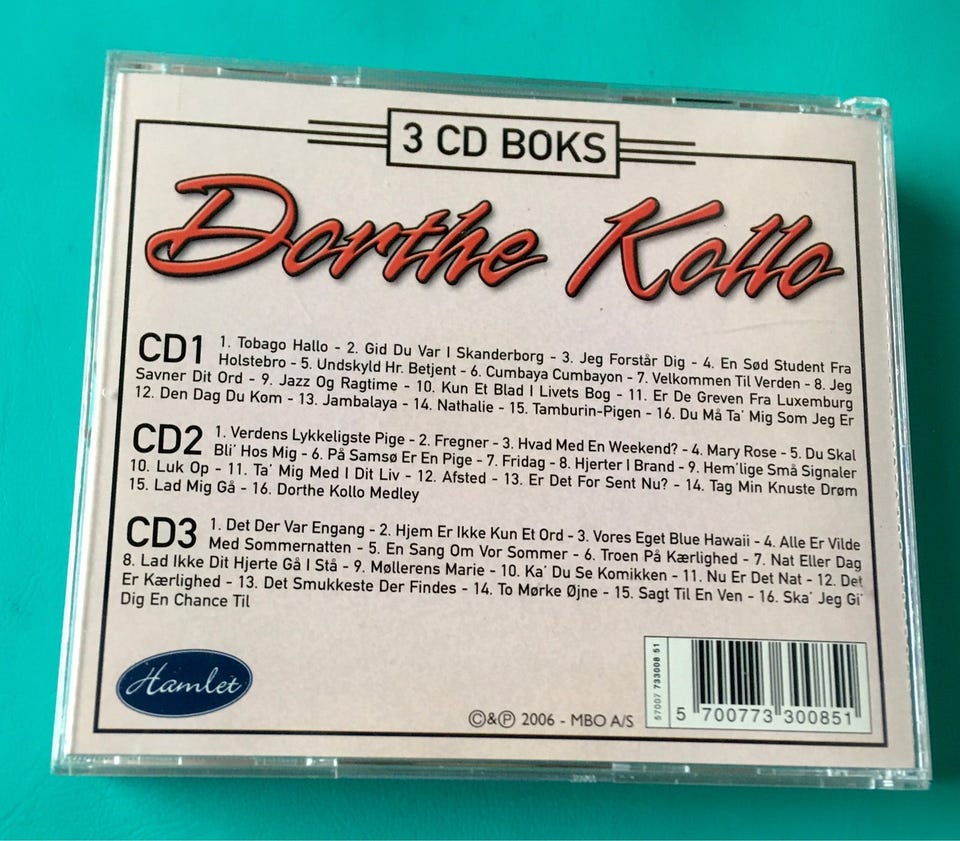 3 CD BOKS
Dorthe Kollo
CD1 1. Tobago Hallo - 2. Gid Du Var I Skanderborg - 3. Jeg Forstår Dig - 4. En Sød Student Fra
Holstebro - 5. Undskyld Hr. Betjent - 6. Cumbaya Cumbayon - 7. Velkommen Til Verden - 8. Jeg
Savner Dit Ord - 9. Jazz Og Ragtime - 10. Kun Et Blad I Livets Bog - 11. Er De Greven Fra Luxemburg
12. Den Dag Du Kom - 13. Jambalaya - 14. Nathalie - 15. Tamburin-Pigen - 16. Du Må Ta' Mig Som Jeg Er
CD2 1. Verdens Lykkeligste Pige - 2. Fregner - 3. Hvad Med En Weekend? - 4. Mary Rose - 5. Du Skal
Bli' Hos Mig - 6. På Samsø Er En Pige - 7. Fridag - 8. Hjerter I Brand - 9. Hem'lige Små Signaler
10. Luk Op - 11. Ta' Mig Med I Dit Liv - 12. Afsted - 13. Er Det For Sent Nu? - 14. Tag Min Knuste Drøm
15. Lad Mig Gå - 16. Dorthe Kollo Medley
CD3 1. Det Der Var Engang - 2. Hjem Er Ikke Kun Et Ord - 3. Vores Eget Blue Hawaii - 4. Alle Er Vilde
Med Sommernatten - 5. En Sang Om Vor Sommer - 6. Troen På Kærlighed - 7. Nat Eller Dag
8. Lad Ikke Dit Hjerte Gå I Stå - 9. Møllerens Marie - 10. Ka' Du Se Komikken - 11. Nu Er Det Nat - 12. Det
Er Kærlighed - 13. Det Smukkeste Der Findes - 14. To Mørke Øjne - 15. Sagt Til En Ven - 16. Ska' Jeg Gi'
Dig En Chance Til
Hamlet
©&℗ 2006 - MBO A/S
57007 733008 51
5 700773 300851